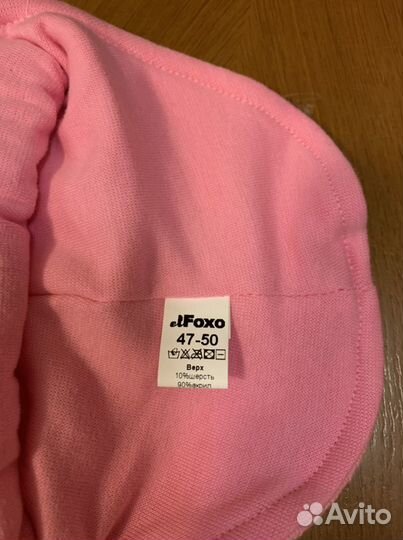 elFoxo
47-50
Верх
10%шерсть
90%акрил
Avito